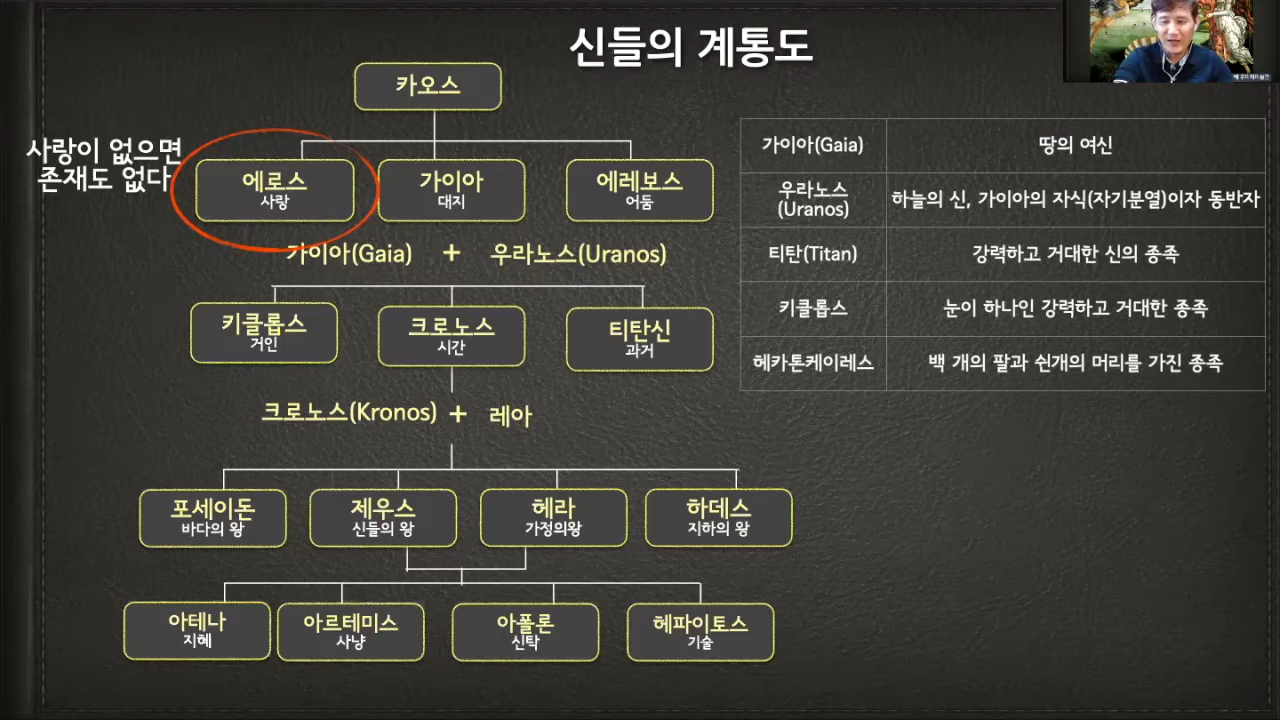 신들의 계통도
카오스
사랑이 없으면
존재도 없다
에로스
사랑
가이아
대지
에레보스
어둠
가이아(Gaia) + 우라노스(Uranos)
키클롭스
거인
크로노스
시간
티탄신
과거
크로노스(Kronos) + 레아
포세이돈
바다의 왕
제우스
신들의 왕
헤라
가정의왕
하데스
지하의 왕
아테나
지혜
아르테미스
사냥
아폴론
신탁
헤파이토스
기술
가이아(Gaia)
땅의 여신
우라노스
(Uranos)
하늘의 신, 가이아의 자식(자기분열)이자 동반자
티탄(Titan)
강력하고 거대한 신의 종족
키클롭스
눈이 하나인 강력하고 거대한 종족
헤카톤케이레스
백 개의 팔과 쉰개의 머리를 가진 종족